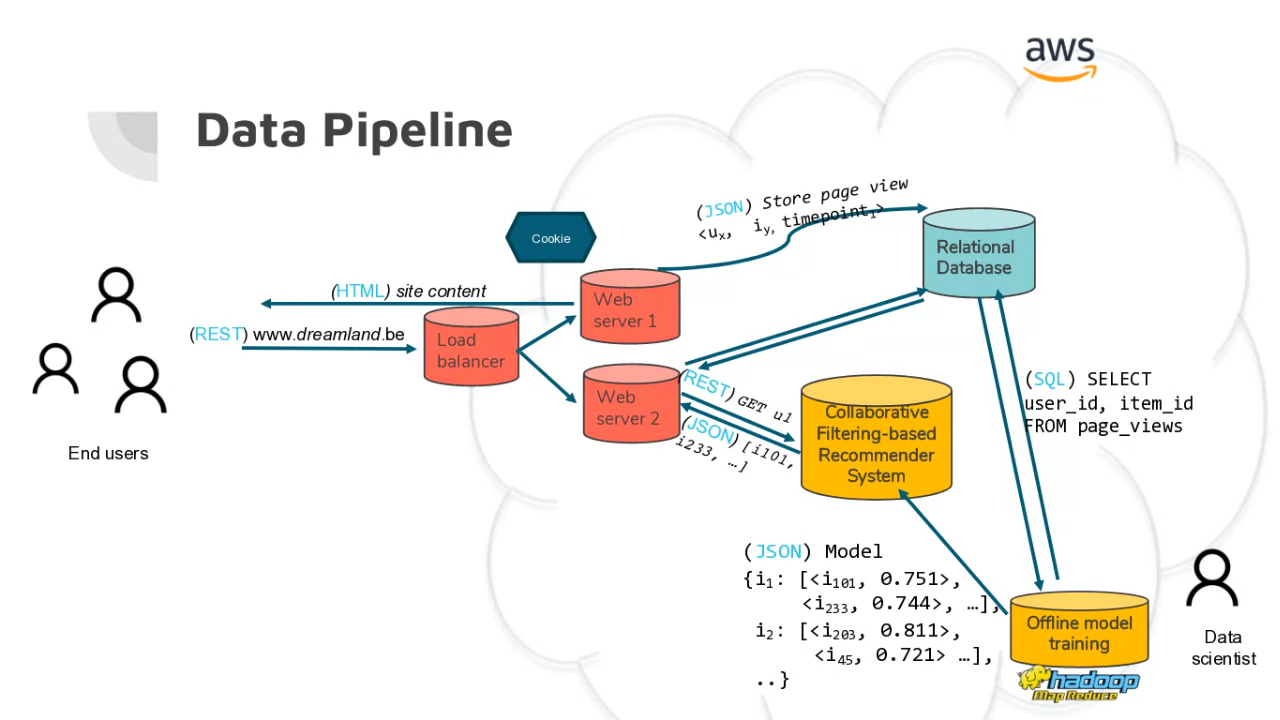 aws
Data Pipeline
(JSON) Store page view
<ux, iy, timepoint1>
Cookie
Relational
Database
(HTML) site content
Web
server 1
(REST) www.dreamland.be
Load
balancer
Web
server 2
(REST) GET u1
(JSON) [i101,
i233, …]
Collaborative
Filtering-based
Recommender
System
(SQL) SELECT
user_id, item_id
FROM page_views
End users
(JSON) Model
{i1: [<i101, 0.751>,
<i233, 0.744>, …],
i2: [<i203, 0.811>,
<i45, 0.721> …],
..}
Offline model
training
Data
scientist
hadoop
Map Reduce